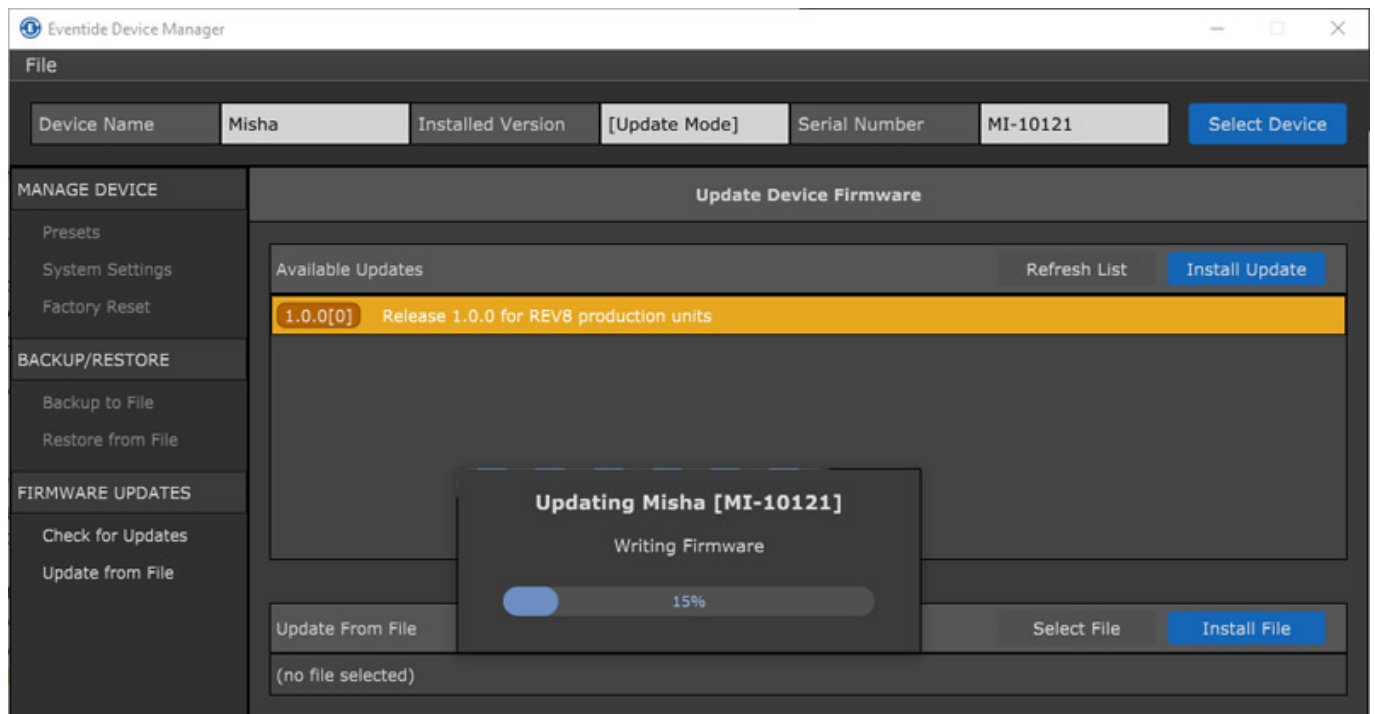 Eventide Device Manager
File
Device Name Misha Installed Version [Update Mode] Serial Number MI-10121 Select Device
MANAGE DEVICE
Presets
System Settings
Factory Reset
BACKUP/RESTORE
Backup to File
Restore from File
FIRMWARE UPDATES
Check for Updates
Update from File
Update Device Firmware
Available Updates Refresh List Install Update
1.0.0[0] Release 1.0.0 for REV8 production units
Updating Misha [MI-10121]
Writing Firmware
15%
Update From File Select File Install File
(no file selected)